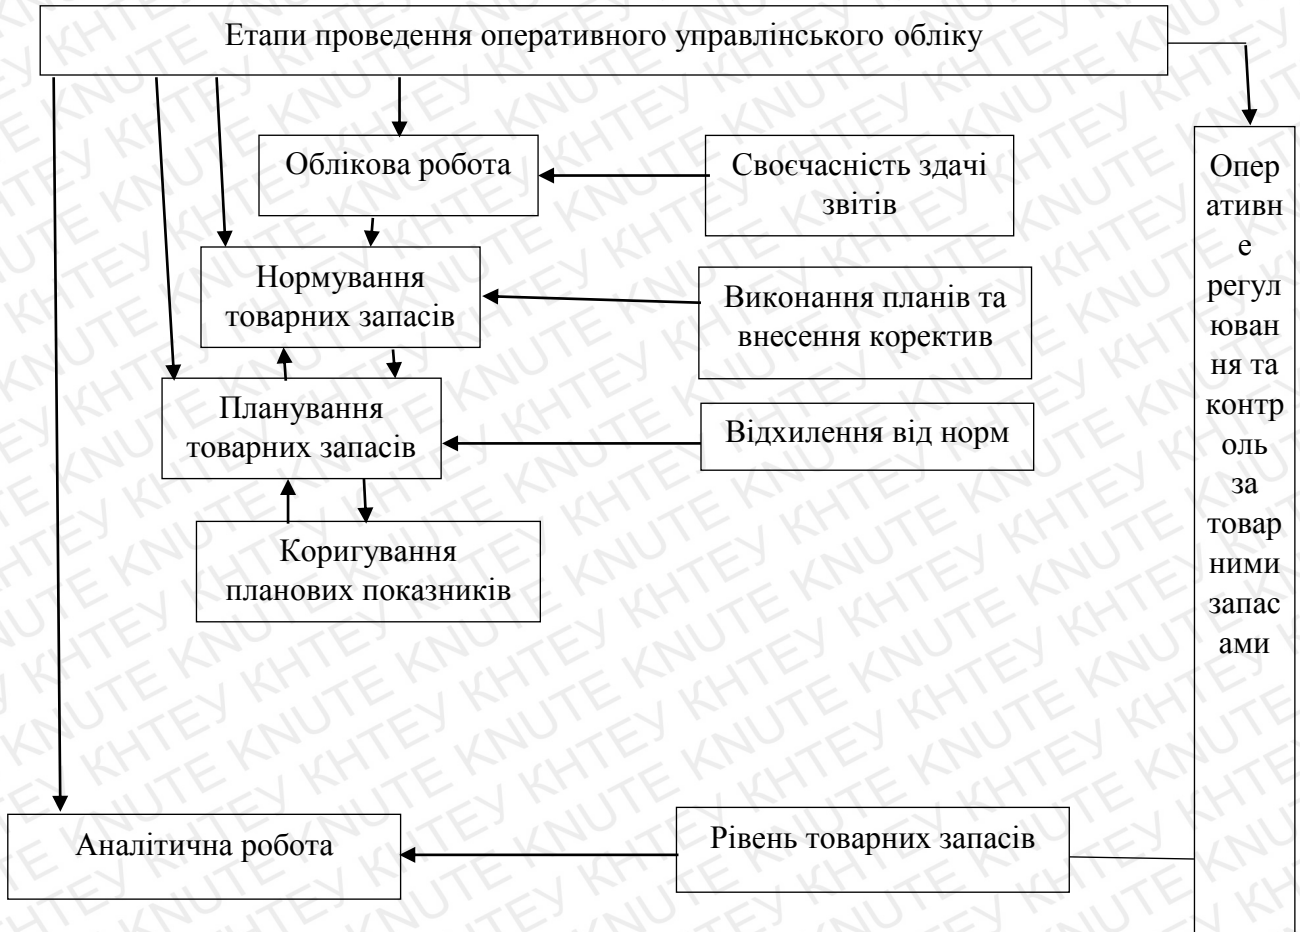 Етапи проведення оперативного управлінського обліку
Облікова робота
Своєчасність здачі
звітів
Нормування
товарних запасів
Виконання планів та
внесення коректив
Планування
товарних запасів
Відхилення від норм
Коригування
планових показників
Аналітична робота
Рівень товарних запасів
Опер
ативн
е
регул
юван
ня та
контр
оль
за
товар
ними
запас
ами